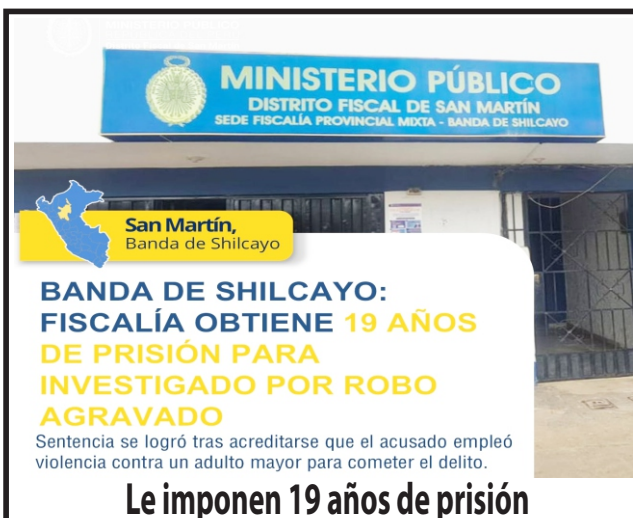 MINISTERIO PÚBLICO
DISTRITO FISCAL DE SAN MARTÍN
SEDE FISCALÍA PROVINCIAL MIXTA - BANDA DE SHILCAYO
San Martín,
Banda de Shilcayo
BANDA DE SHILCAYO:
FISCALÍA OBTIENE 19 AÑOS
DE PRISIÓN PARA
INVESTIGADO POR ROBO
AGRAVADO
Sentencia se logró tras acreditarse que el acusado empleó
violencia contra un adulto mayor para cometer el delito.
Le imponen 19 años de prisión